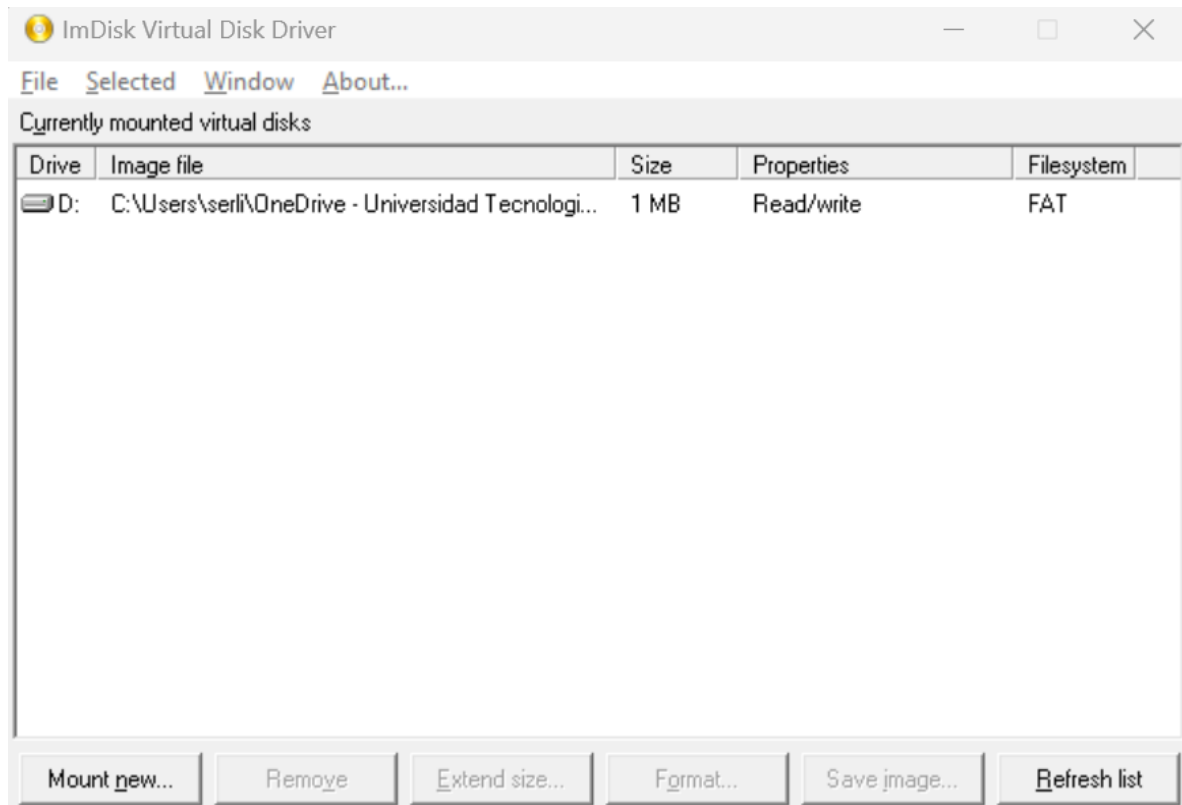 ImDisk Virtual Disk Driver
File Selected Window About...
Currently mounted virtual disks
Drive Image file Size Properties Filesystem
D: C:\Users\serli\OneDrive - Universidad Tecnologi... 1 MB Read/write FAT
Mount new... Remove Extend size... Format... Save image... Refresh list